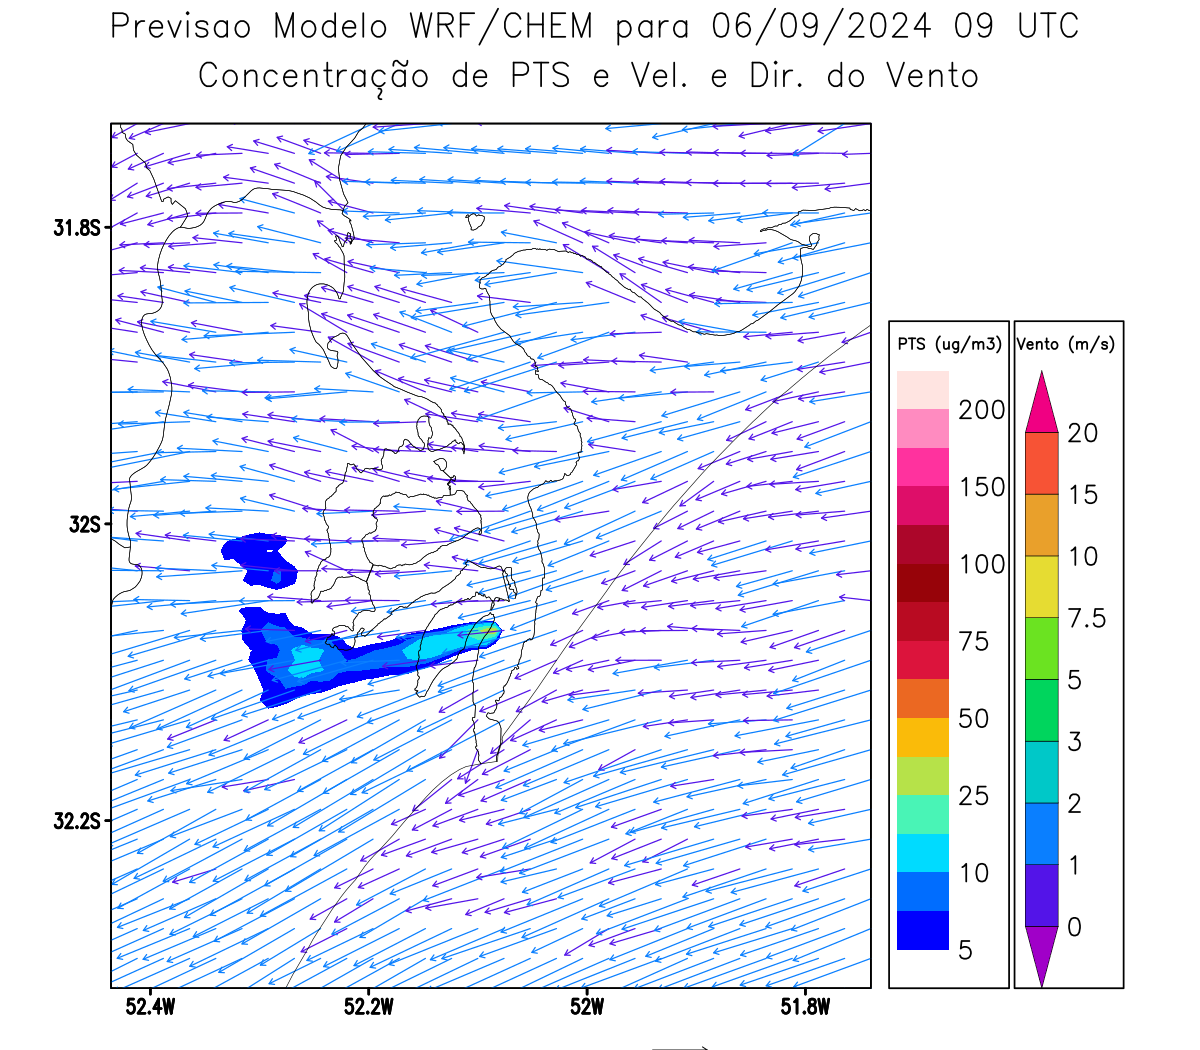 Previsao Modelo WRF/CHEM para 06/09/2024 09 UTC
Concentração de PTS e Vel. e Dir. do Vento
31.8S
32S
32.2S
52.4W
52.2W
52W
51.8W
PTS (ug/m3)
200
150
100
75
50
25
10
5
Vento (m/s)
20
15
10
7.5
5
3
2
1
0